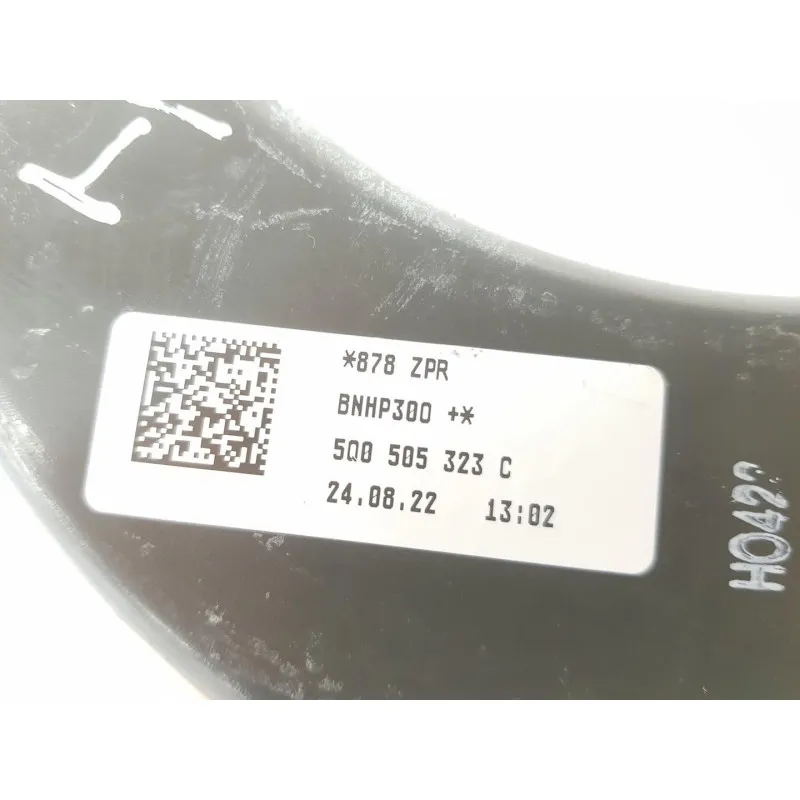 *878 ZPR
BNHP300 +*
5Q0 505 323 C
24.08.22 13:02